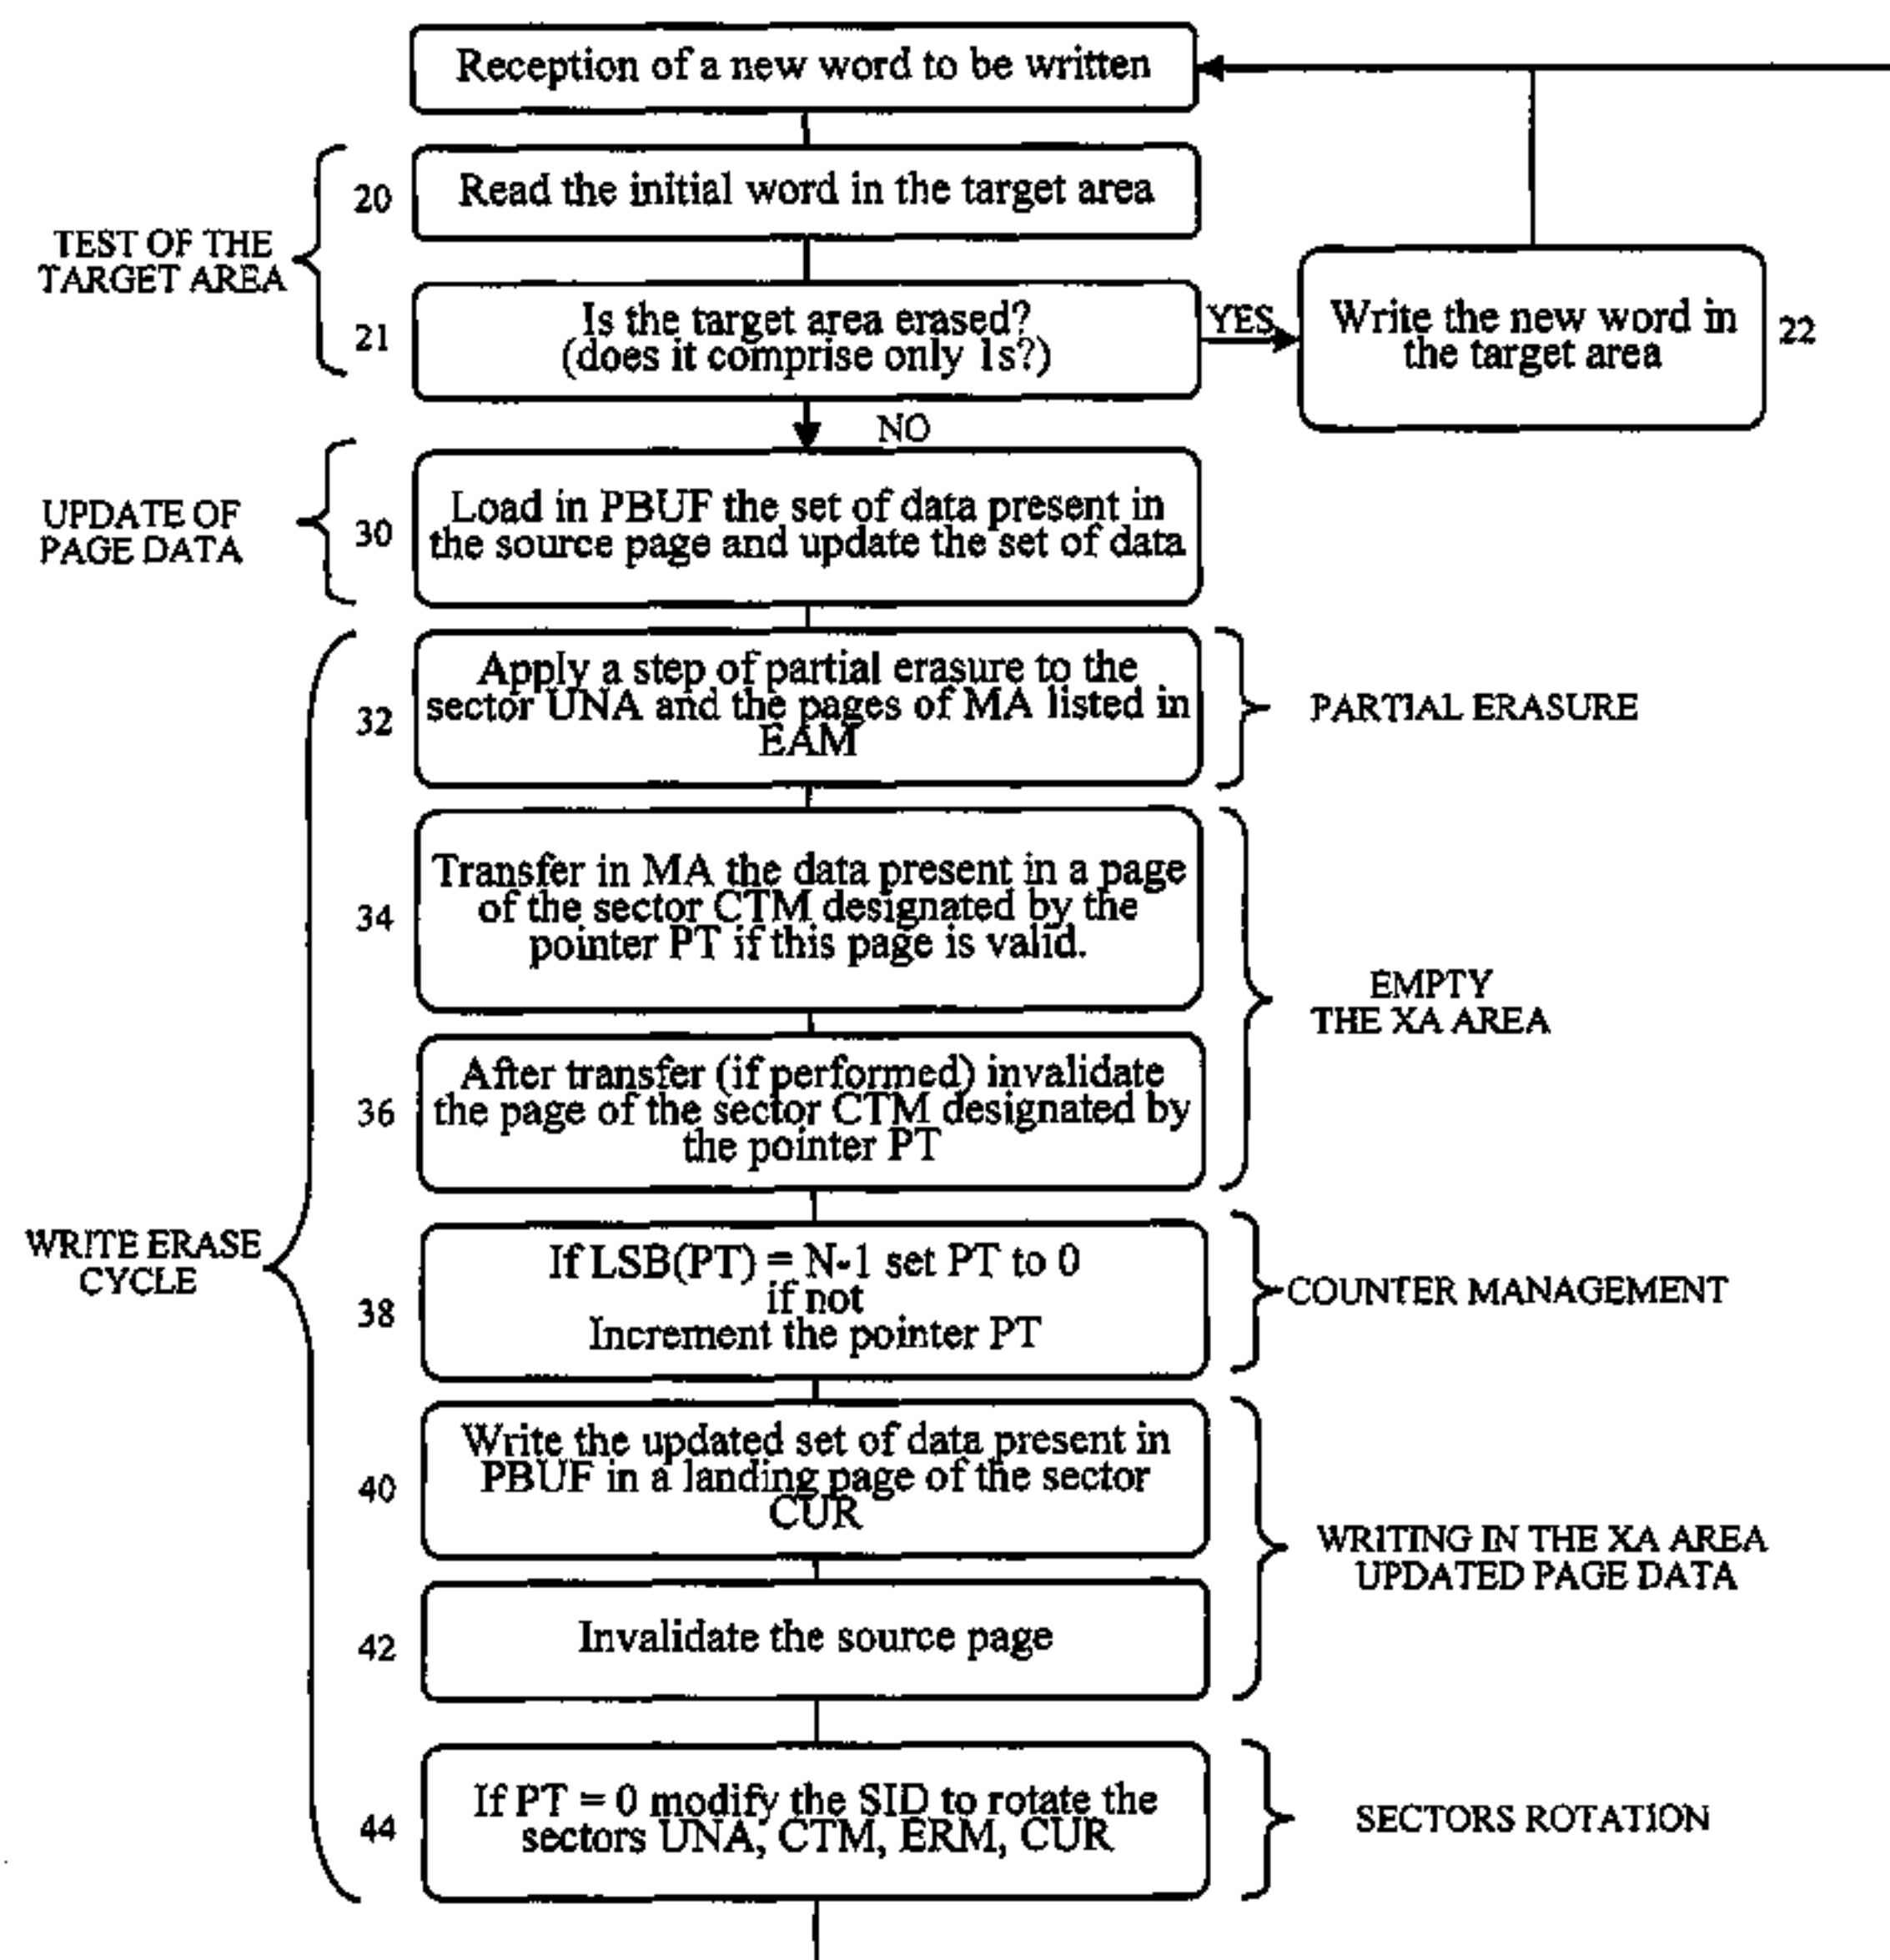 Reception of a new word to be written
TEST OF THE
TARGET AREA
20
Read the initial word in the target area
21
Is the target area erased?
(does it comprise only 1s?)
YES
Write the new word in
the target area
22
NO
UPDATE OF
PAGE DATA
30
Load in PBUF the set of data present in
the source page and update the set of data
WRITE ERASE
CYCLE
32
Apply a step of partial erasure to the
sector UNA and the pages of MA listed in
EAM
PARTIAL ERASURE
34
Transfer in MA the data present in a page
of the sector CTM designated by the
pointer PT if this page is valid.
EMPTY
THE XA AREA
36
After transfer (if performed) invalidate
the page of the sector CTM designated by
the pointer PT
38
If LSB(PT) = N-1 set PT to 0
if not
Increment the pointer PT
COUNTER MANAGEMENT
40
Write the updated set of data present in
PBUF in a landing page of the sector
CUR
WRITING IN THE XA AREA
UPDATED PAGE DATA
42
Invalidate the source page
44
If PT = 0 modify the SID to rotate the
sectors UNA, CTM, ERM, CUR
SECTORS ROTATION